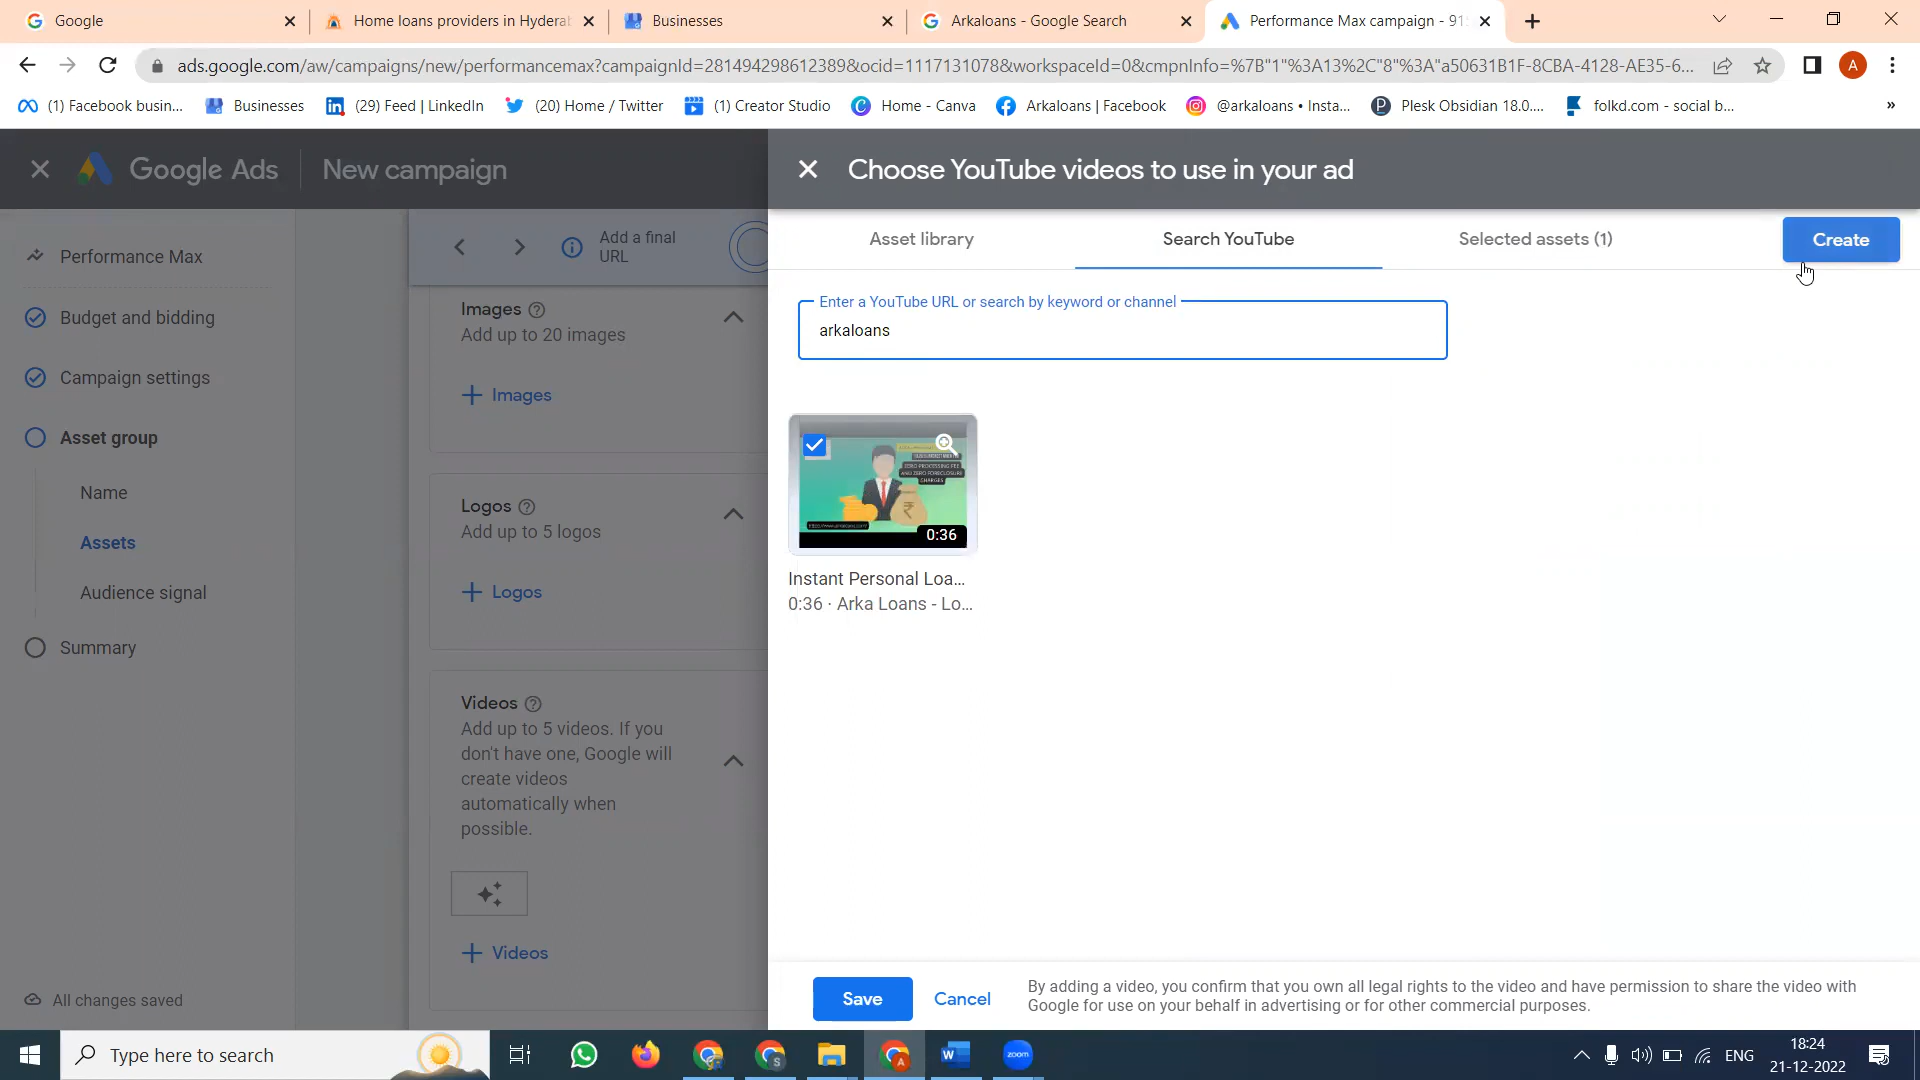 Google
Home loans providers in Hyderab
Businesses
Arkaloans - Google Search
Performance Max campaign - 91
ads.google.com/aw/campaigns/new/performancemax?campaignId=281494298612389&ocid=1117131078&workspaceId=0&cmpnInfo=%7B"1"%3A13%2C"8"%3A"a50631B1F-8CBA-4128-AE35-6...
(1) Facebook busin...
Businesses
(29) Feed | LinkedIn
(20) Home / Twitter
(1) Creator Studio
Home - Canva
Arkaloans | Facebook
@arkaloans • Insta...
Plesk Obsidian 18.0....
folkd.com - social b...
»
Google Ads
New campaign
Choose YouTube videos to use in your ad
Performance Max
Budget and bidding
Campaign settings
Asset group
Name
Assets
Audience signal
Summary
All changes saved
Add a final
URL
Images
Add up to 20 images
Images
Logos
Add up to 5 logos
Logos
Videos
Add up to 5 videos. If you
don't have one, Google will
create videos
automatically when
possible.
Videos
Asset library
Search YouTube
Selected assets (1)
Create
Enter a YouTube URL or search by keyword or channel
arkaloans
ZERO PROCESSING FEE
AND ZERO FORECLOSURE
CHARGES
0:36
Instant Personal Loa...
0:36 · Arka Loans - Lo...
Save
Cancel
By adding a video, you confirm that you own all legal rights to the video and have permission to share the video with
Google for use on your behalf in advertising or for other commercial purposes.
Type here to search
zoom
ENG
18:24
21-12-2022